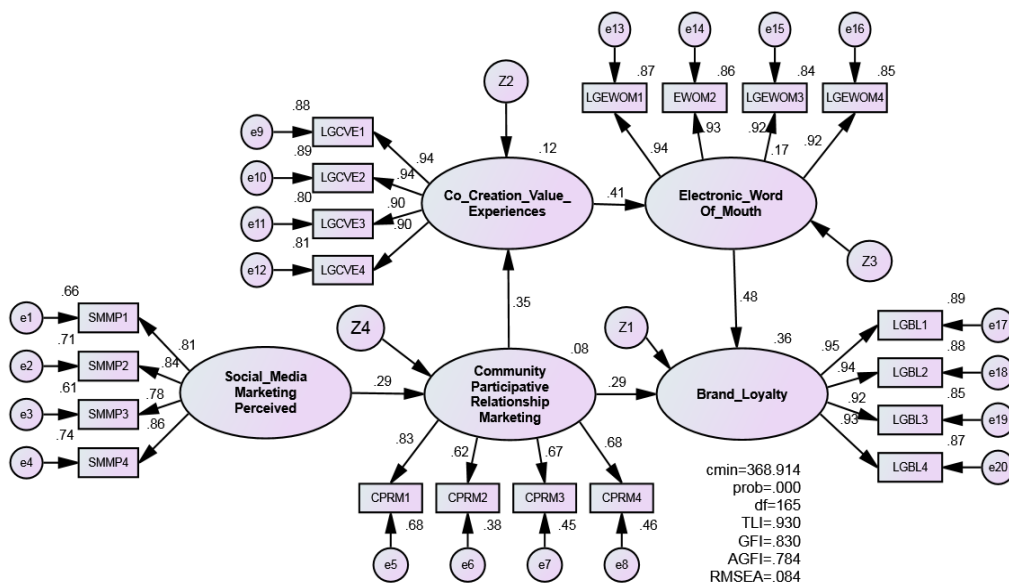 e13
e14
e15
e16
.87
.86
.84
.85
LGEWOM1
EWOM2
LGEWOM3
LGEWOM4
.94
.93
.92
.92
.17
Z2
.88
e9
LGCVE1
.89
e10
LGCVE2
.80
e11
LGCVE3
.81
e12
LGCVE4
.94
.94
.90
.90
.12
Co_Creation_Value_
Experiences
.41
Electronic_Word
Of_Mouth
Z3
.35
.48
.66
e1
SMMP1
.71
e2
SMMP2
.61
e3
SMMP3
.74
e4
SMMP4
.81
.84
.78
.86
Social_Media
Marketing
Perceived
.29
Z4
.08
Community
Participative
Relationship
Marketing
.29
Z1
.36
Brand_Loyalty
.95
.94
.92
.93
.89
LGBL1
e17
.88
LGBL2
e18
.85
LGBL3
e19
.87
LGBL4
e20
.83
.62
.67
.68
CPRM1
CPRM2
CPRM3
CPRM4
.68
.38
.45
.46
e5
e6
e7
e8
cmin=368.914
prob=.000
df=165
TLI=.930
GFI=.830
AGFI=.784
RMSEA=.084